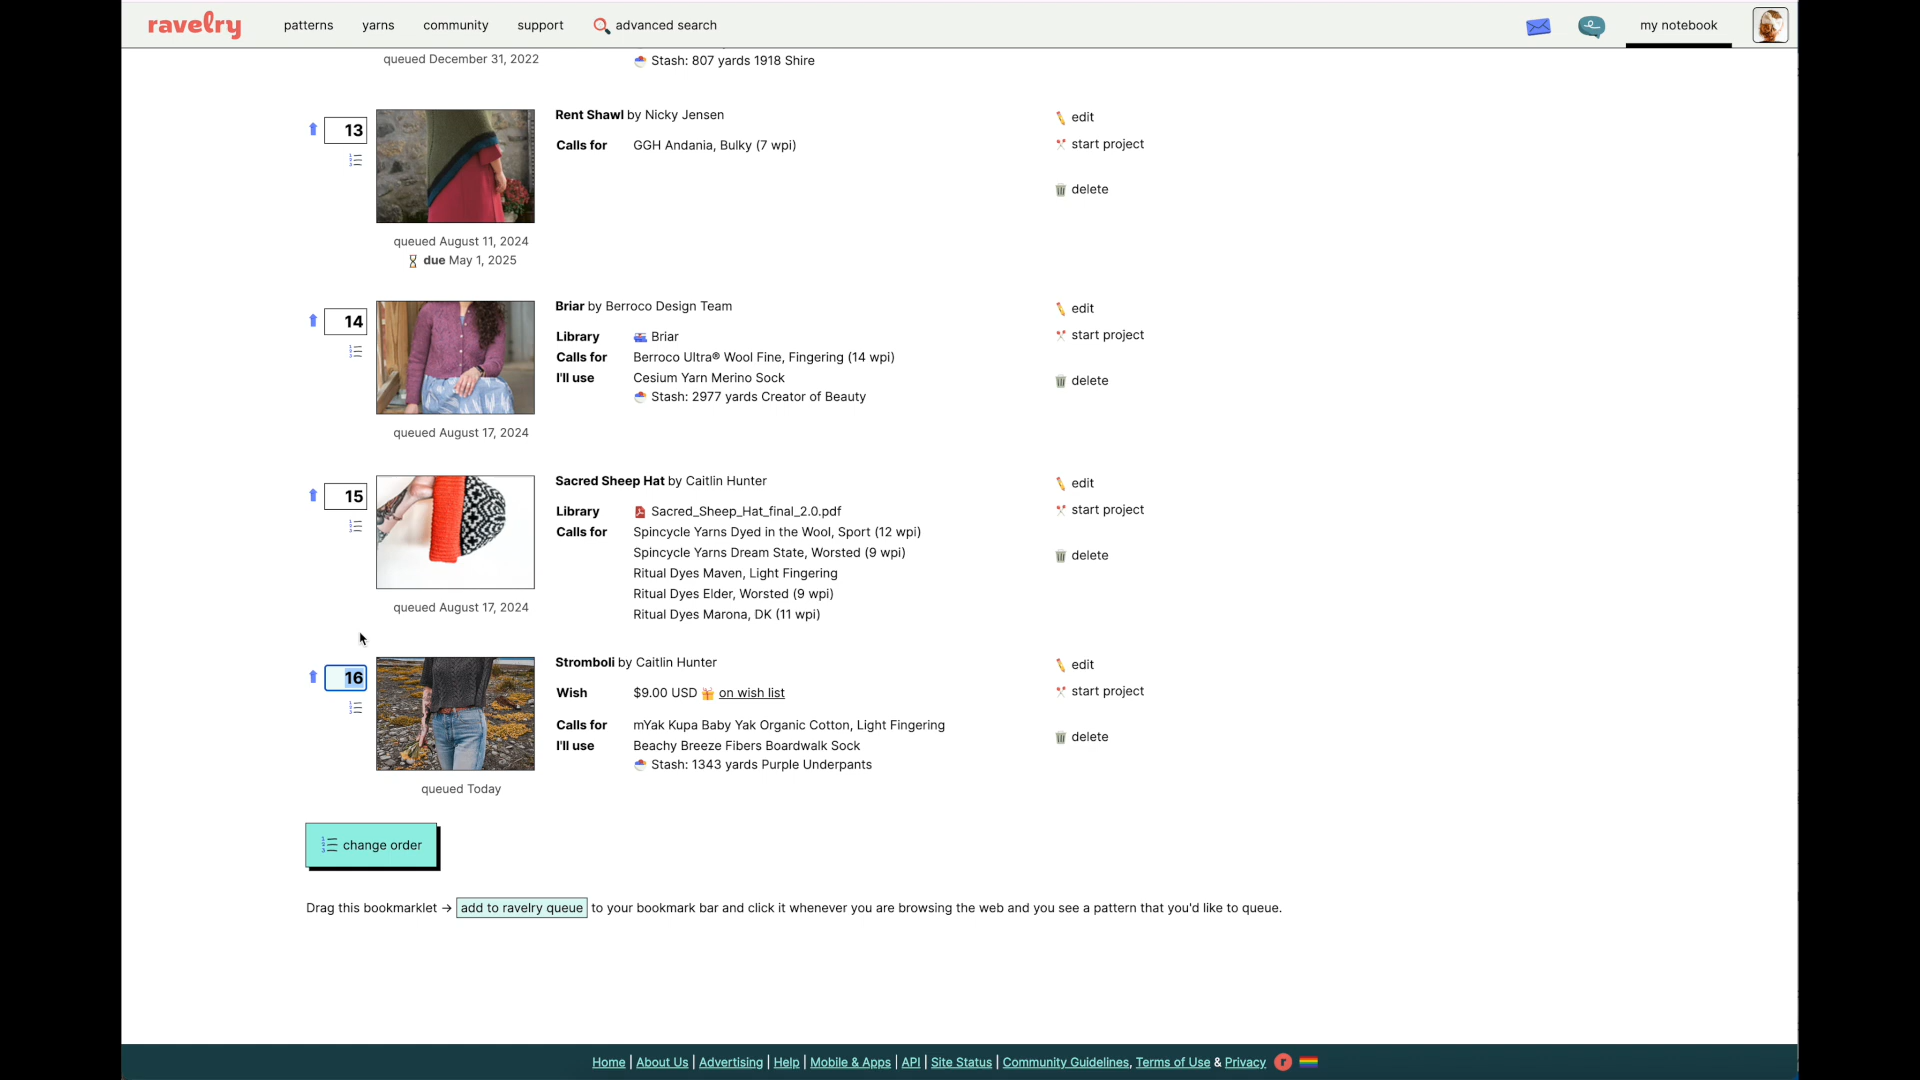 ravelry patterns yarns community support advanced search my notebook
queued December 31, 2022
Stash: 807 yards 1918 Shire
13
Rent Shawl by Nicky Jensen
Calls for GGH Andania, Bulky (7 wpi)
edit
start project
delete
queued August 11, 2024
due May 1, 2025
14
Briar by Berroco Design Team
Library Briar
Calls for Berroco Ultra® Wool Fine, Fingering (14 wpi)
I'll use Cesium Yarn Merino Sock
Stash: 2977 yards Creator of Beauty
edit
start project
delete
queued August 17, 2024
15
Sacred Sheep Hat by Caitlin Hunter
Library Sacred_Sheep_Hat_final_2.0.pdf
Calls for Spincycle Yarns Dyed in the Wool, Sport (12 wpi)
Spincycle Yarns Dream State, Worsted (9 wpi)
Ritual Dyes Maven, Light Fingering
Ritual Dyes Elder, Worsted (9 wpi)
Ritual Dyes Marona, DK (11 wpi)
edit
start project
delete
queued August 17, 2024
16
Stromboli by Caitlin Hunter
Wish $9.00 USD on wish list
Calls for mYak Kupa Baby Yak Organic Cotton, Light Fingering
I'll use Beachy Breeze Fibers Boardwalk Sock
Stash: 1343 yards Purple Underpants
edit
start project
delete
queued Today
change order
Drag this bookmarklet → add to ravelry queue to your bookmark bar and click it whenever you are browsing the web and you see a pattern that you'd like to queue.
Home | About Us | Advertising | Help | Mobile & Apps | API | Site Status | Community Guidelines, Terms of Use & Privacy r